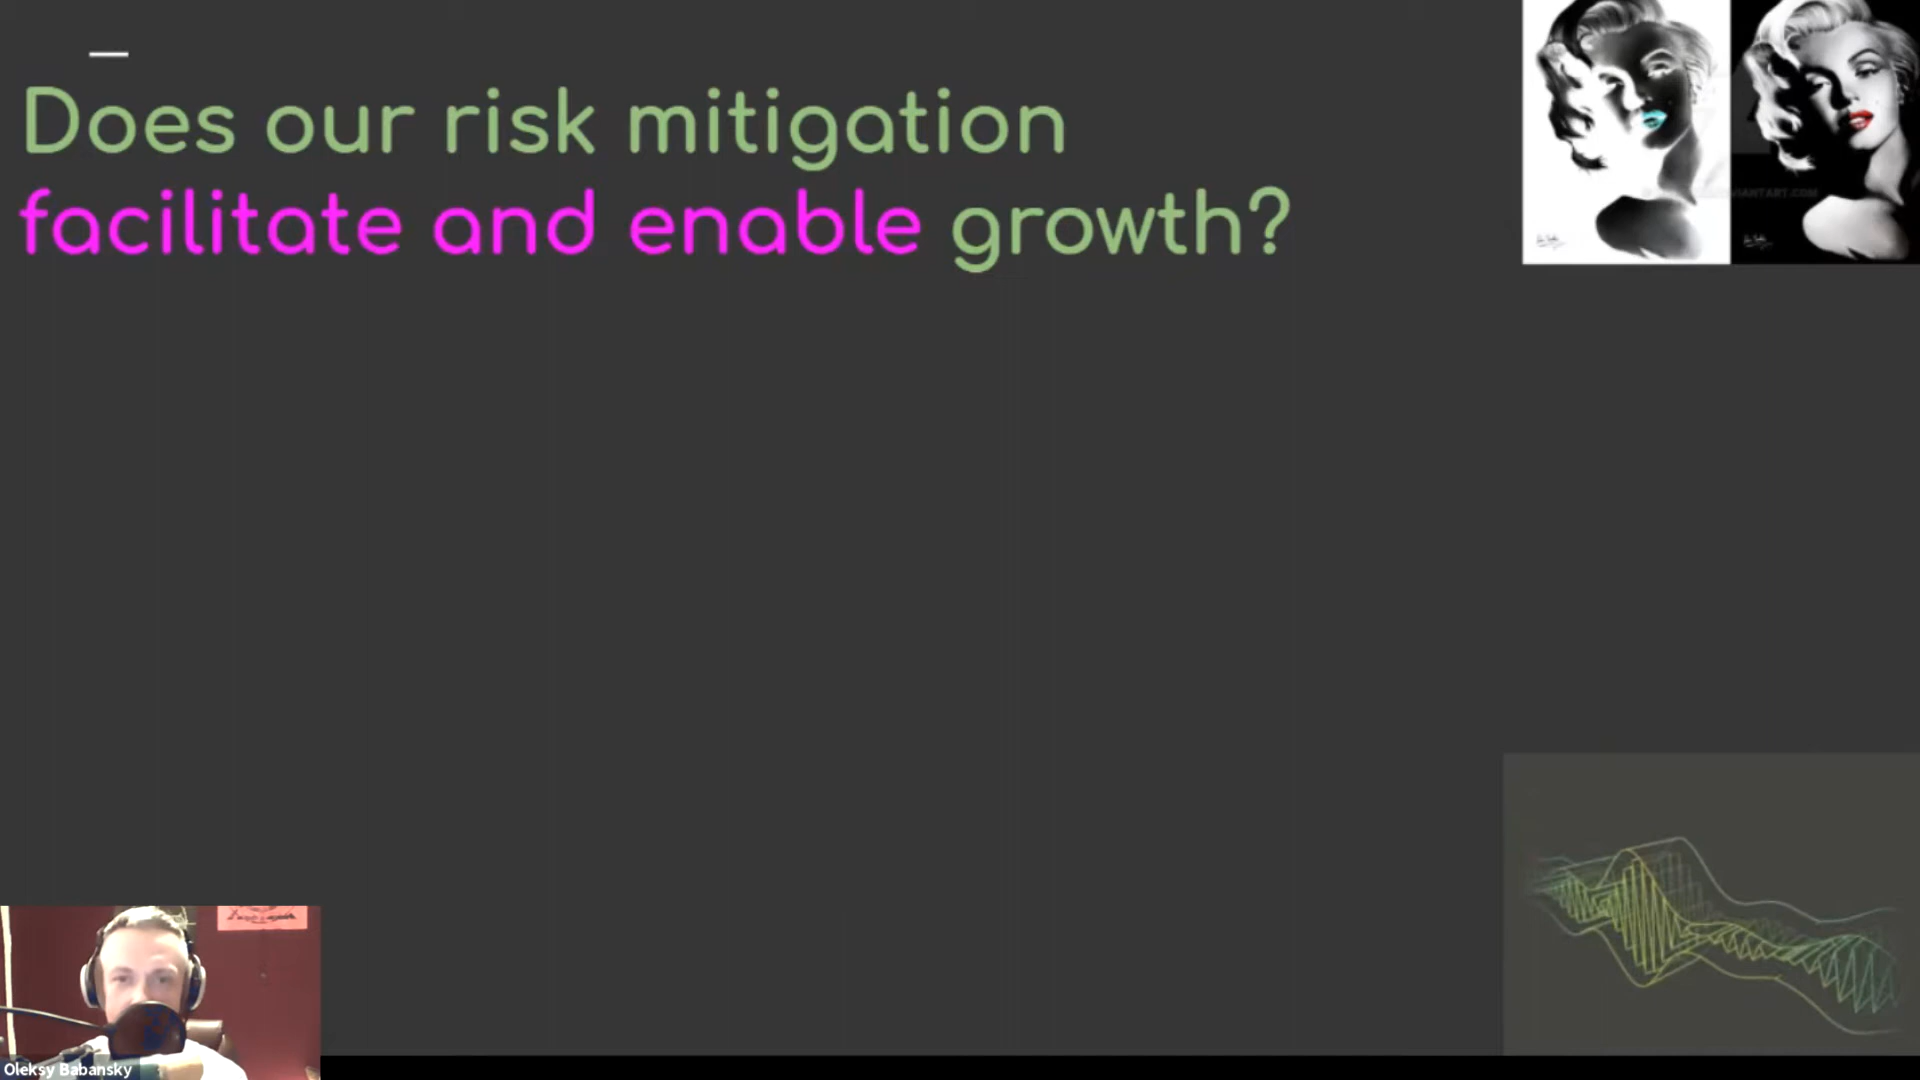 Does our risk mitigation
facilitate and enable growth?
Oleksy Babansky